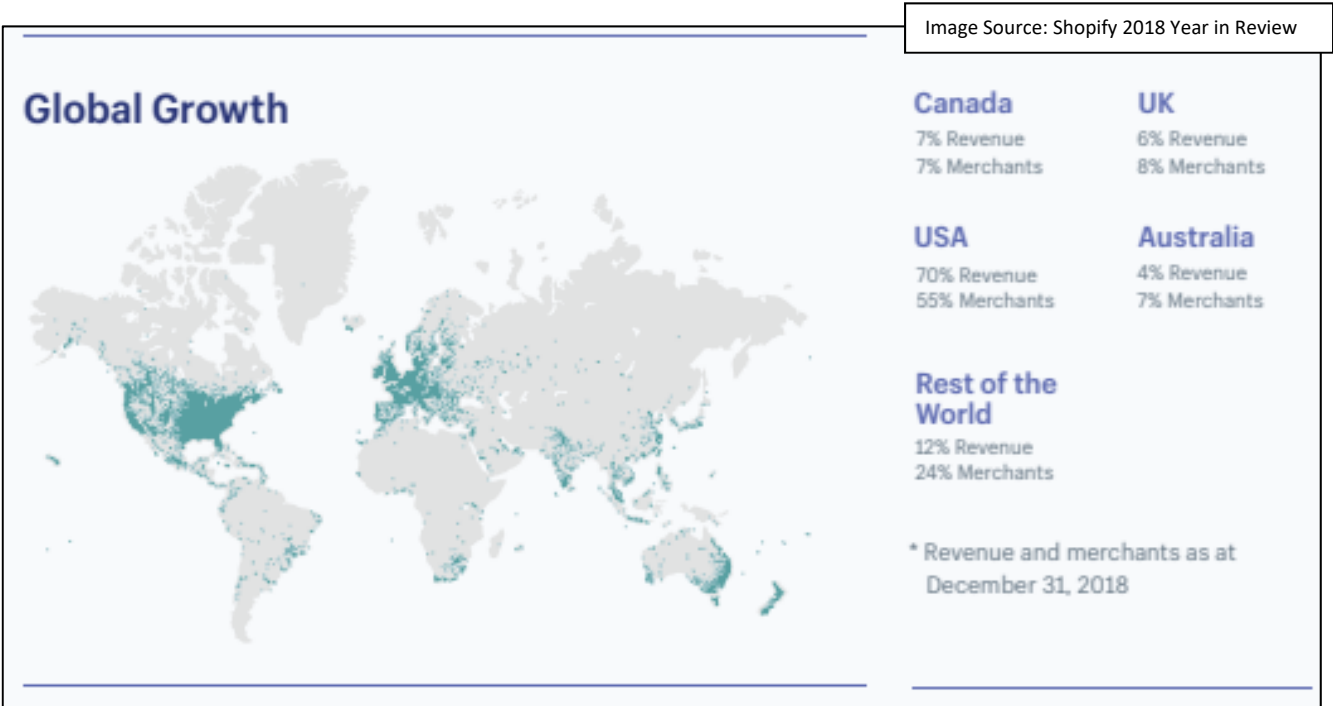 Image Source: Shopify 2018 Year in Review
Global Growth
Canada
7% Revenue
7% Merchants
UK
6% Revenue
8% Merchants
USA
70% Revenue
55% Merchants
Australia
4% Revenue
7% Merchants
Rest of the
World
12% Revenue
24% Merchants
* Revenue and merchants as at
December 31, 2018